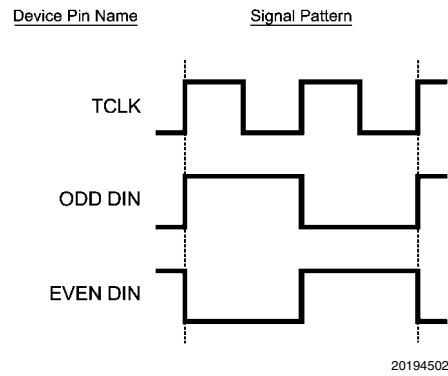 Device Pin Name Signal Pattern
TCLK
ODD DIN
EVEN DIN
20194502